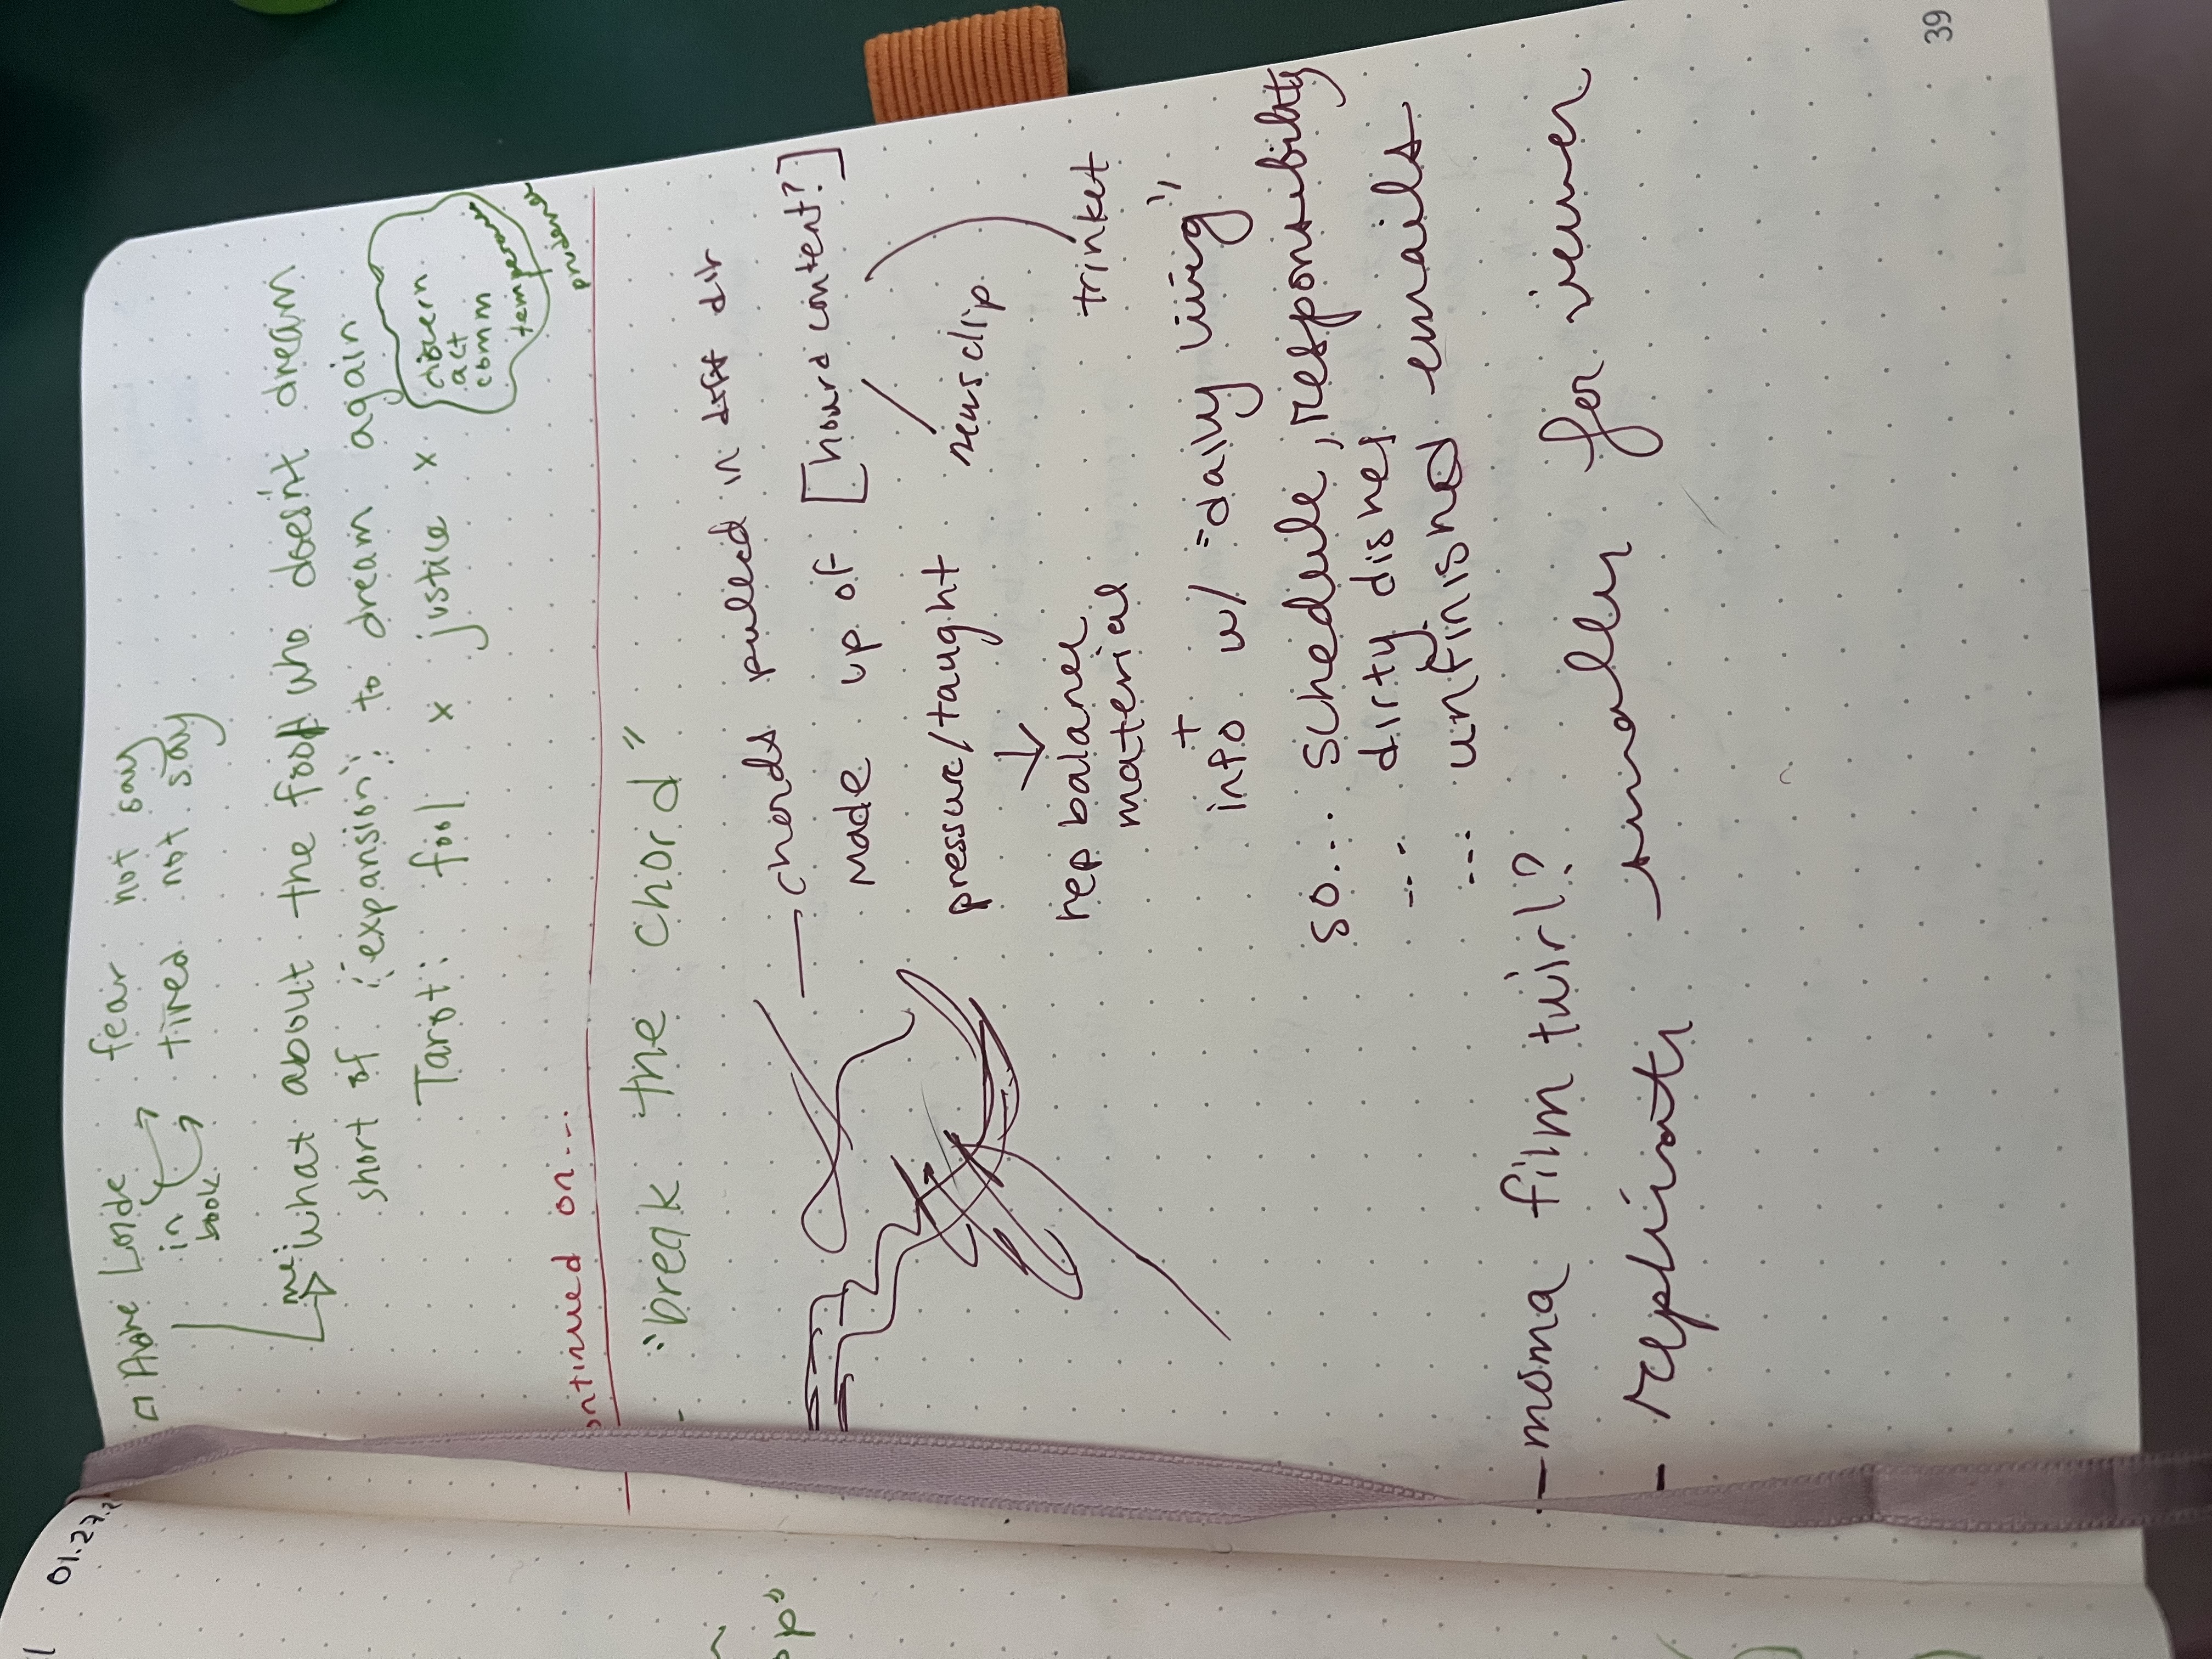 01.27.2
Audre Lorde
in
book
fear not say
tired not say
me:
what about the fool who doesn't dream
short of "expansion" to dream again
Tarot: fool x justice x
discern
act
comm
temperance
prudence
ontinued on...
- "break the chord"
— chords pulled in diff dir
made up of [hoard content?]
pressure/taught
newsclip
trinket
rep balance
material
+
info w/ "daily living"
so... schedule, responsibility
... dirty dishes
... unfinished emails
- moma film twirl?
- replicate smaller for viewer
op"
39